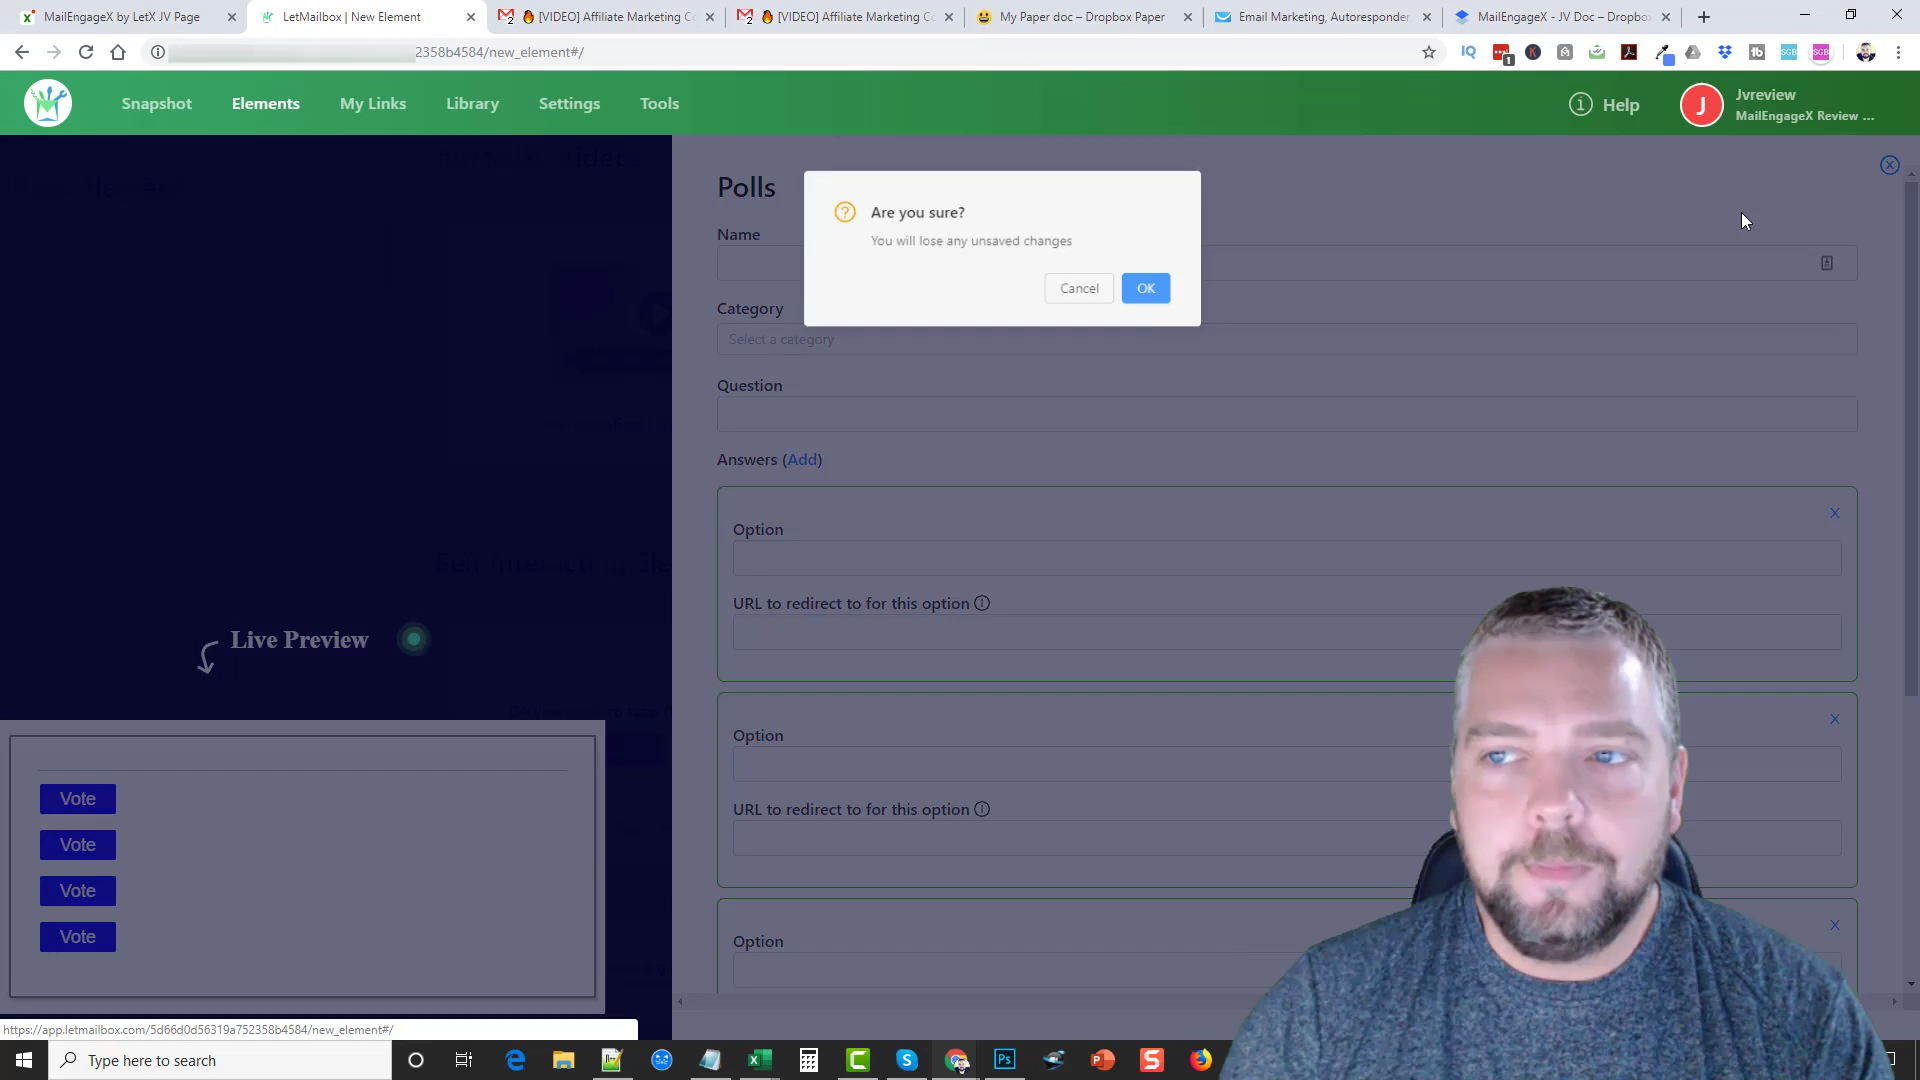 MailEngageX by LetX JV Page
LetMailbox | New Element
[VIDEO] Affiliate Marketing Co
[VIDEO] Affiliate Marketing Co
My Paper doc – Dropbox Paper
Email Marketing, Autoresponder
MailEngageX - JV Doc – Dropbo
2358b4584/new_element#/
Snapshot
Elements
My Links
Library
Settings
Tools
Help
J
Jvreview
MailEngageX Review ...
Polls
Are you sure?
You will lose any unsaved changes
Cancel
OK
Name
Category
Select a category
Question
Answers (Add)
X
Option
URL to redirect to for this option
X
Option
URL to redirect to for this option
X
Option
Live Preview
Vote
Vote
Vote
Vote
https://app.letmailbox.com/5d66d0d56319a752358b4584/new_element#/
Type here to search